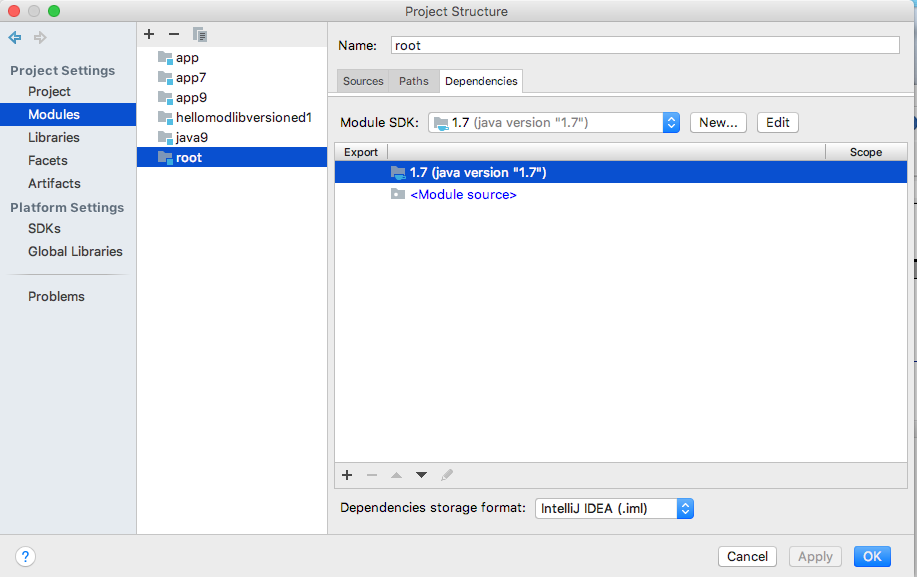 Project Structure
Project Settings
Project
Modules
Libraries
Facets
Artifacts
Platform Settings
SDKs
Global Libraries
Problems
app
app7
app9
hellomodlibversioned1
java9
root
Name: root
Sources Paths Dependencies
Module SDK: 1.7 (java version "1.7") New... Edit
Export Scope
1.7 (java version "1.7")
<Module source>
Dependencies storage format: IntelliJ IDEA (.iml)
? Cancel Apply OK